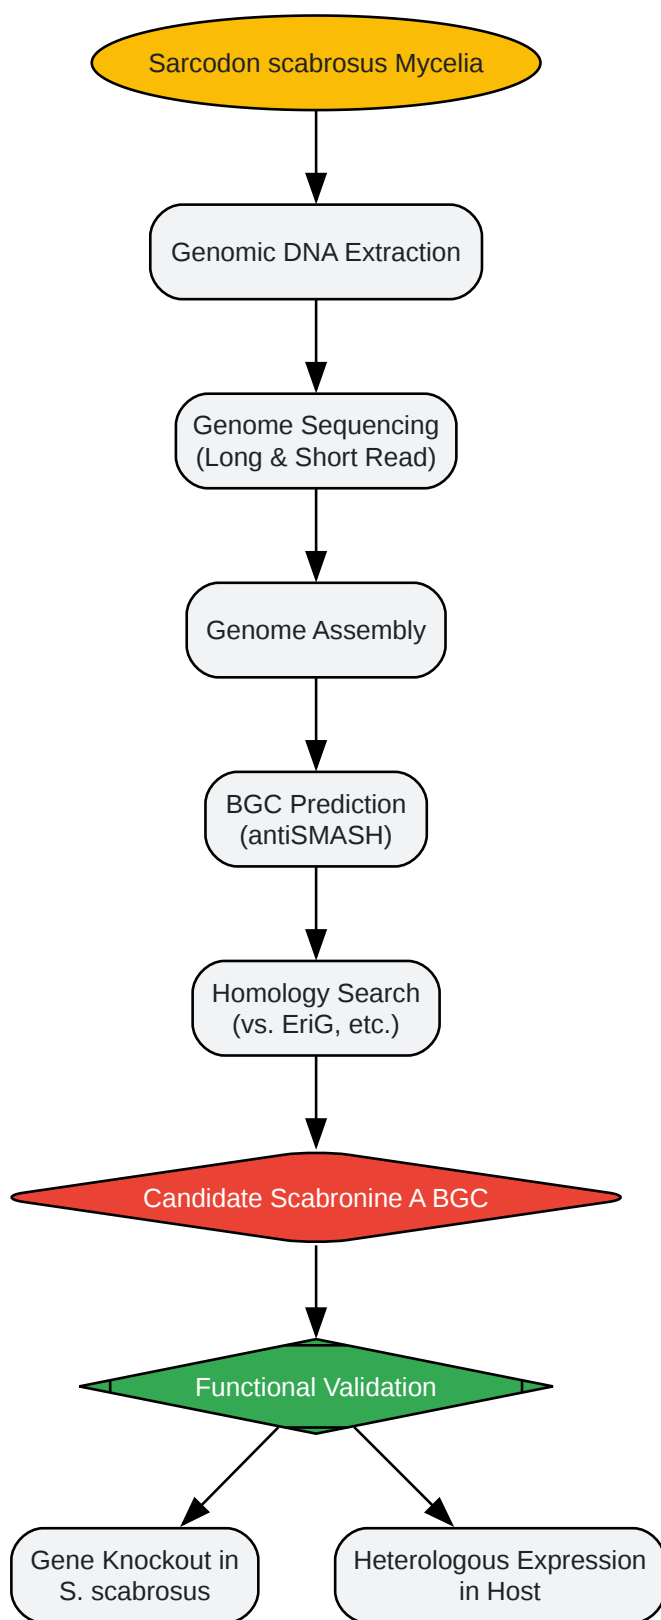 Sarcodon scabrosus Mycelia
Genomic DNA Extraction
Genome Sequencing
(Long & Short Read)
Genome Assembly
BGC Prediction
(antiSMASH)
Homology Search
(vs. EriG, etc.)
Candidate Scabronine A BGC
Functional Validation
Gene Knockout in
S. scabrosus
Heterologous Expression
in Host